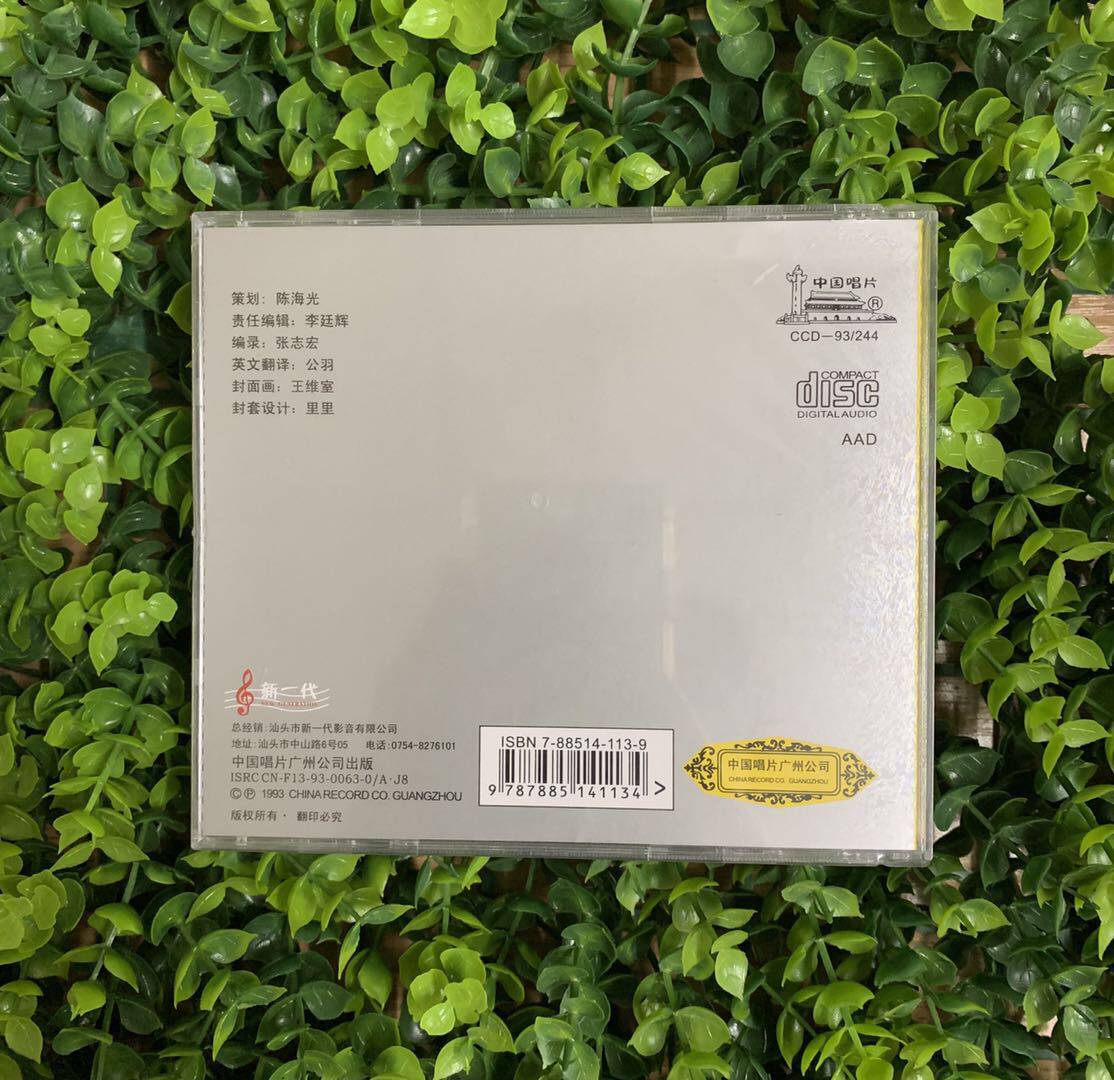 策划: 陈海光
责任编辑: 李廷辉
编录: 张志宏
英文翻译: 公羽
封面画: 王维室
封套设计: 里里
中国唱片
®
CCD-93/244
COMPACT
disc
DIGITAL AUDIO
AAD
新一代
NEW GENERATION
总经销:汕头市新一代影音有限公司
地址:汕头市中山路6号05 电话:0754-8276101
中国唱片广州公司出版
ISRC CN-F13-93-0063-0/A·J8
©℗ 1993 CHINA RECORD CO. GUANGZHOU
版权所有· 翻印必究
ISBN 7-88514-113-9
9 787885 141134 >
中国唱片广州公司
CHINA RECORD CO. GUANGZHOU